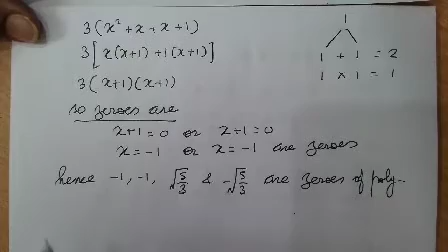 3(x² + x + x + 1)
3[x(x+1) + 1(x+1)]
3(x+1)(x+1)
1
1 + 1 = 2
1 × 1 = 1
so zeroes are
x+1=0 or x+1=0
x=-1 or x=-1 are zeroes
hence -1, -1, √5/3 & -√5/3 are zeroes of poly.